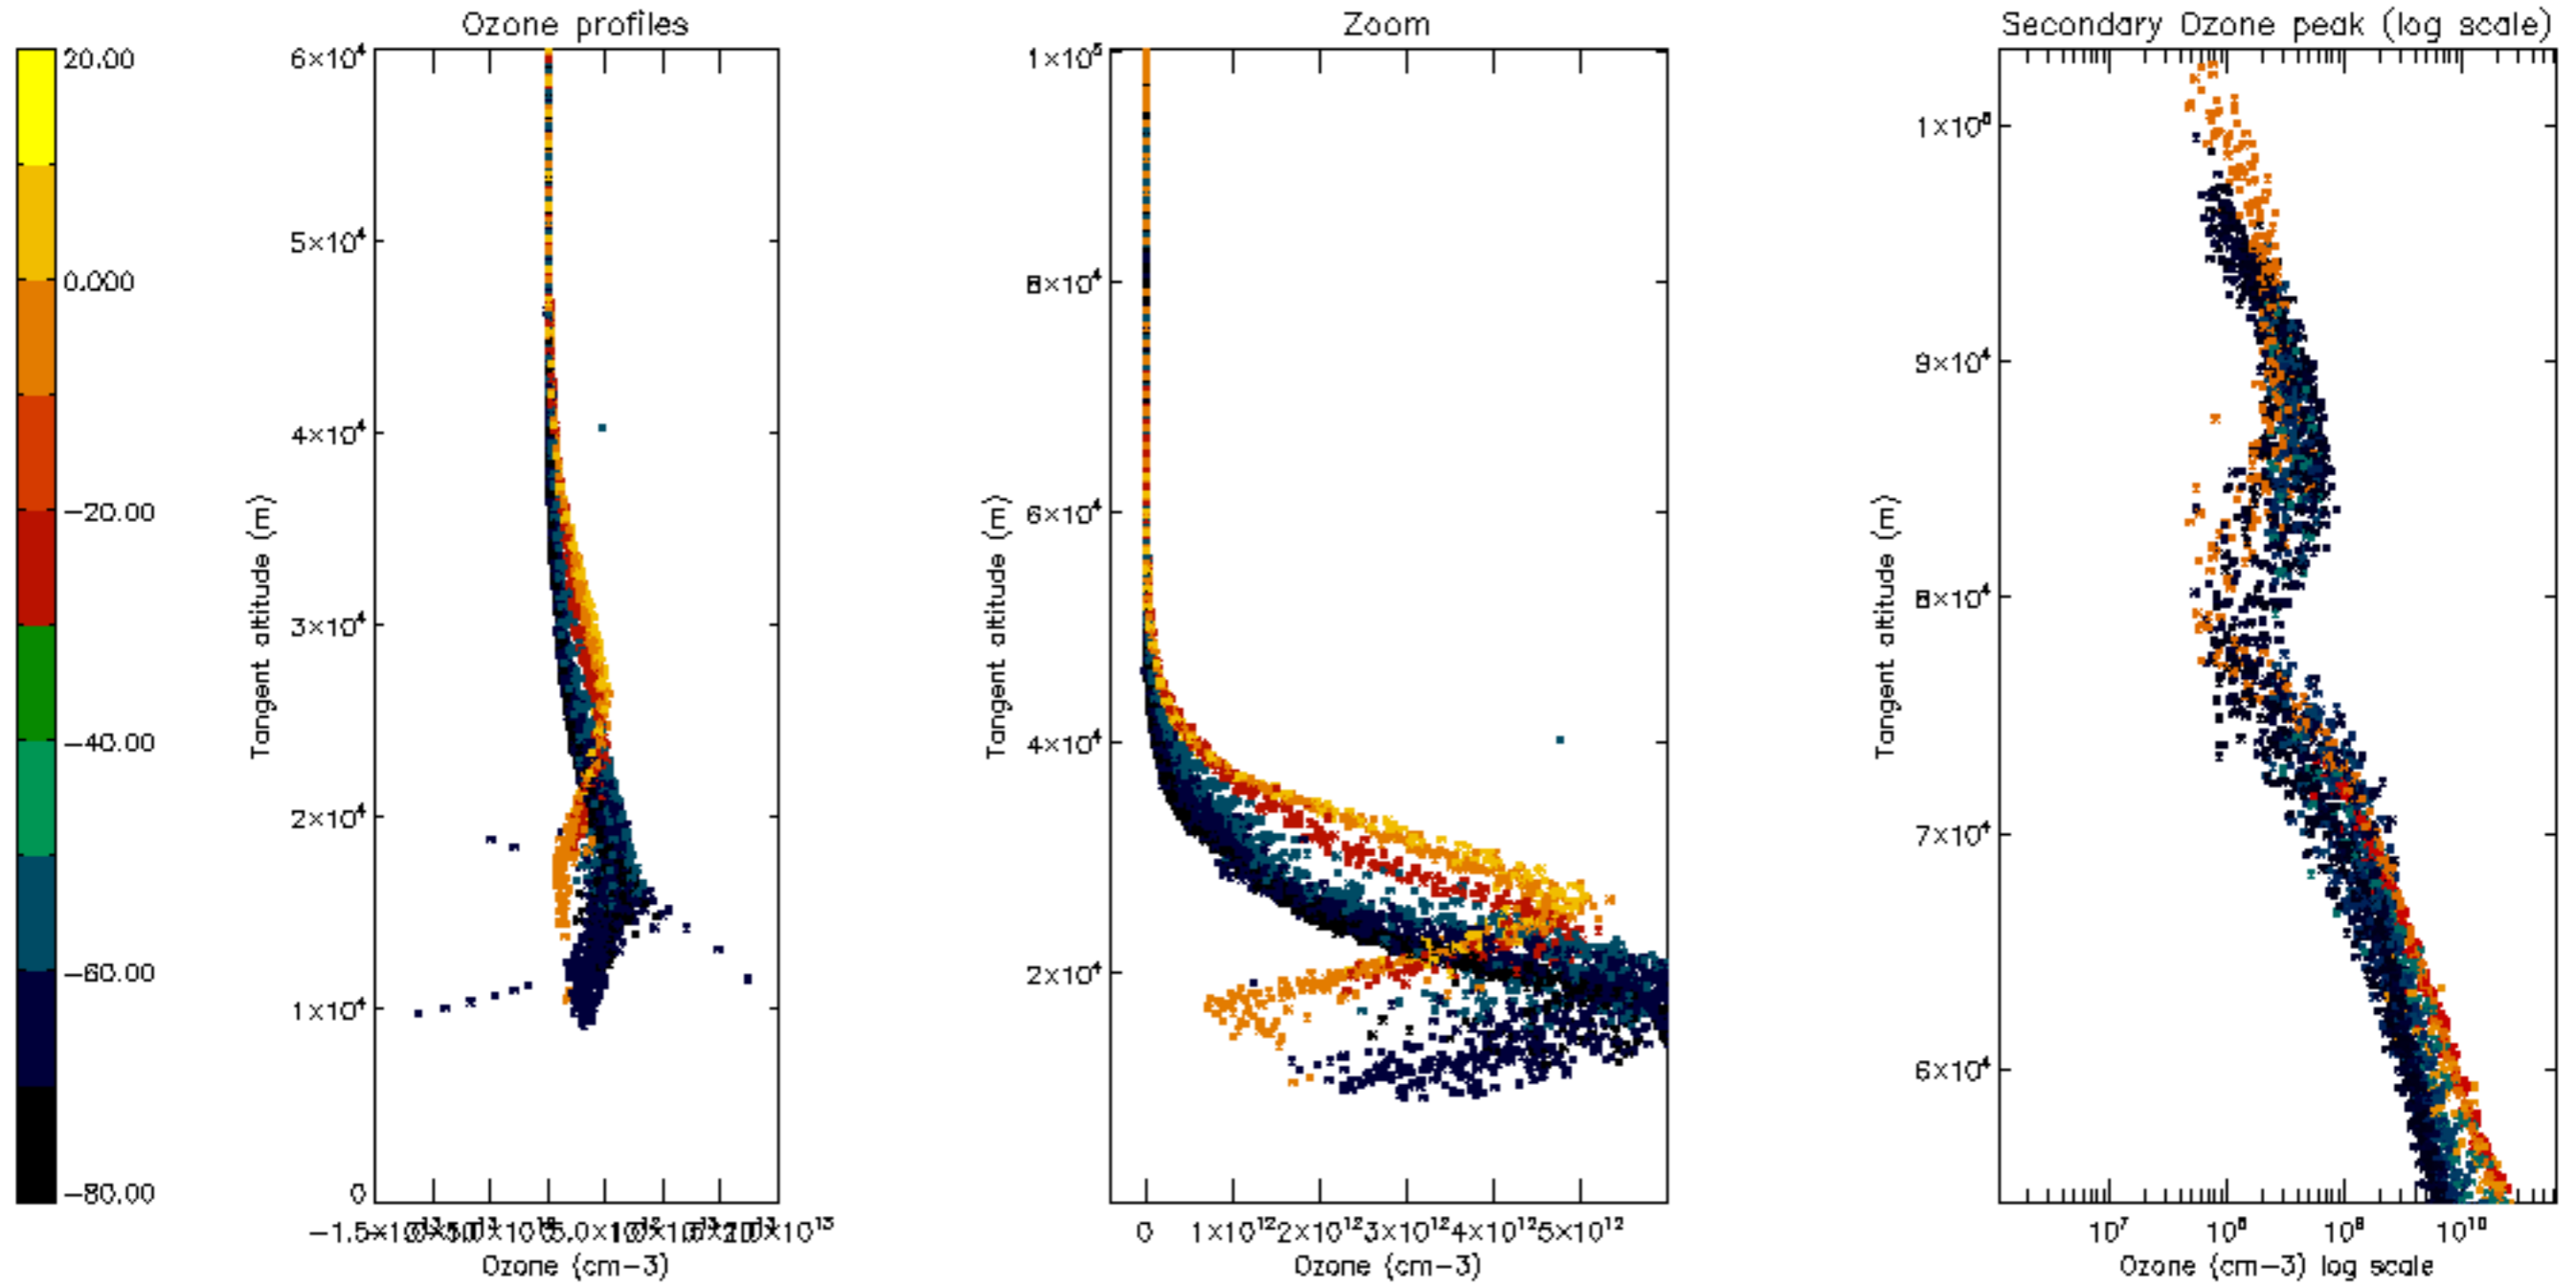 Ozone profiles
Zoom
Secondary Ozone peak (log scale)
20.00
0.000
−20.00
−40.00
−60.00
−80.00
6×10⁴
5×10⁴
4×10⁴
3×10⁴
2×10⁴
1×10⁴
0
Tangent altitude (m)
Ozone (cm−3)
1×10⁵
8×10⁴
6×10⁴
4×10⁴
2×10⁴
Tangent altitude (m)
0 1×10¹² 2×10¹² 3×10¹² 4×10¹² 5×10¹²
Ozone (cm−3)
1×10⁵
9×10⁴
8×10⁴
7×10⁴
6×10⁴
Tangent altitude (m)
10⁷ 10⁸ 10⁹ 10¹⁰
Ozone (cm−3) log scale